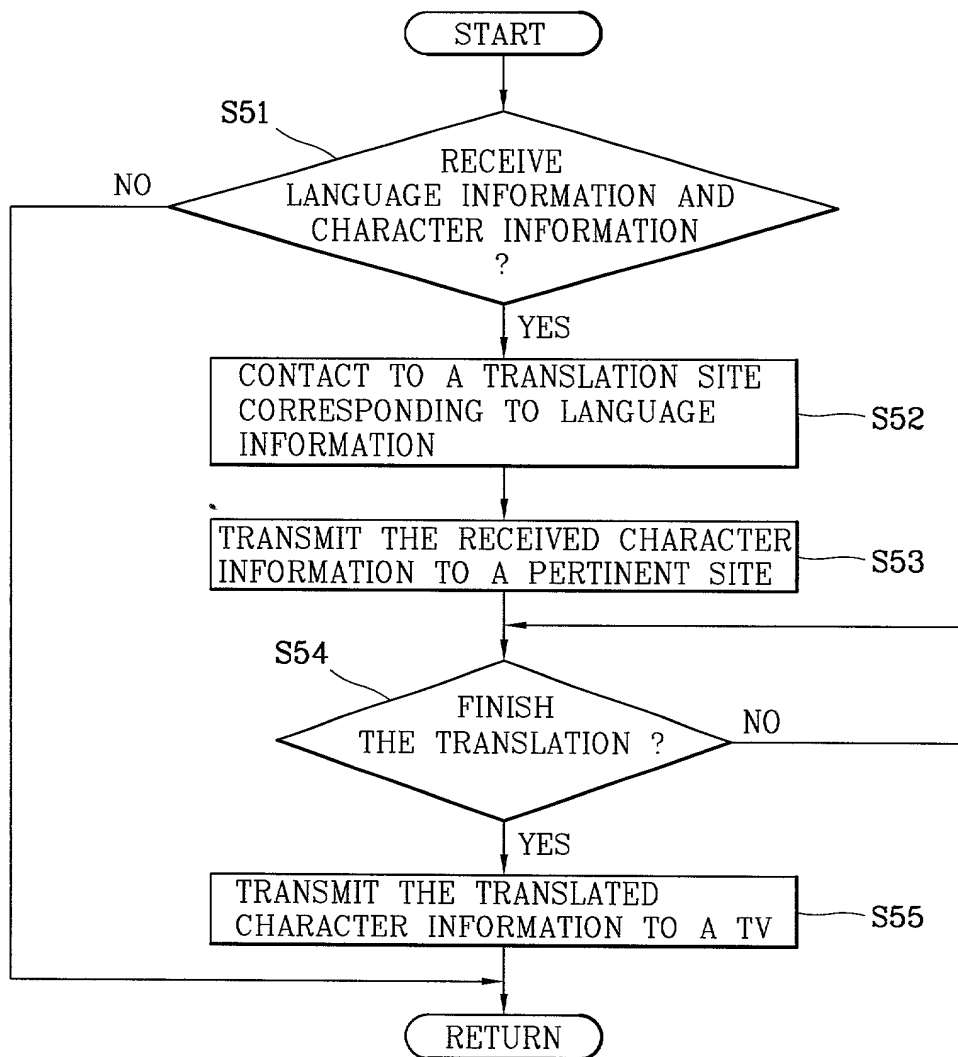 START
S51
RECEIVE
LANGUAGE INFORMATION AND
CHARACTER INFORMATION
?
NO
YES
CONTACT TO A TRANSLATION SITE
CORRESPONDING TO LANGUAGE
INFORMATION
S52
TRANSMIT THE RECEIVED CHARACTER
INFORMATION TO A PERTINENT SITE
S53
S54
FINISH
THE TRANSLATION ?
NO
YES
TRANSMIT THE TRANSLATED
CHARACTER INFORMATION TO A TV
S55
RETURN